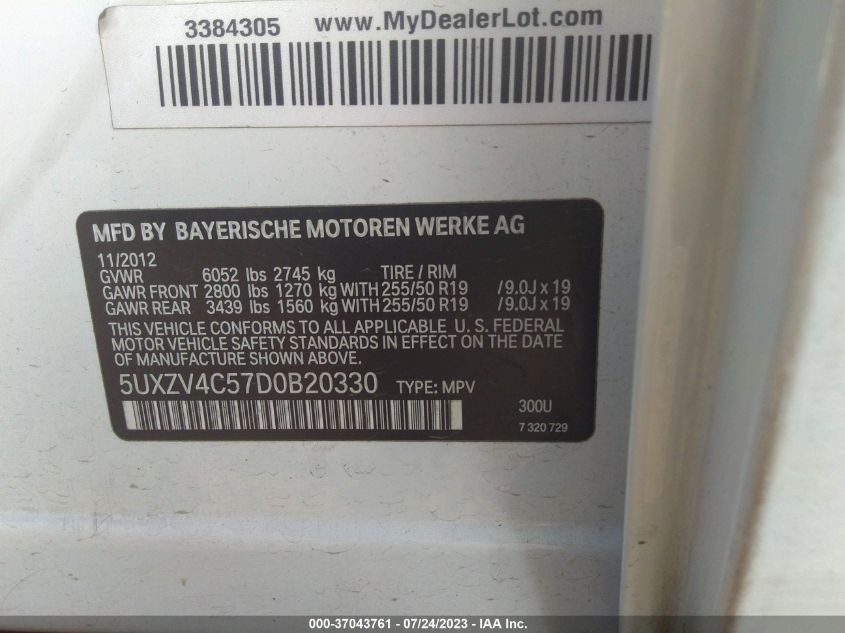 3384305 www.MyDealerLot.com
MFD BY BAYERISCHE MOTOREN WERKE AG
11/2012
GVWR 6052 lbs 2745 kg TIRE / RIM
GAWR FRONT 2800 lbs 1270 kg WITH 255/50 R19 / 9.0J x 19
GAWR REAR 3439 lbs 1560 kg WITH 255/50 R19 / 9.0J x 19
THIS VEHICLE CONFORMS TO ALL APPLICABLE U. S. FEDERAL
MOTOR VEHICLE SAFETY STANDARDS IN EFFECT ON THE DATE
OF MANUFACTURE SHOWN ABOVE.
5UXZV4C57D0B20330 TYPE: MPV
300U
7 320 729
000-37043761 - 07/24/2023 - IAA Inc.